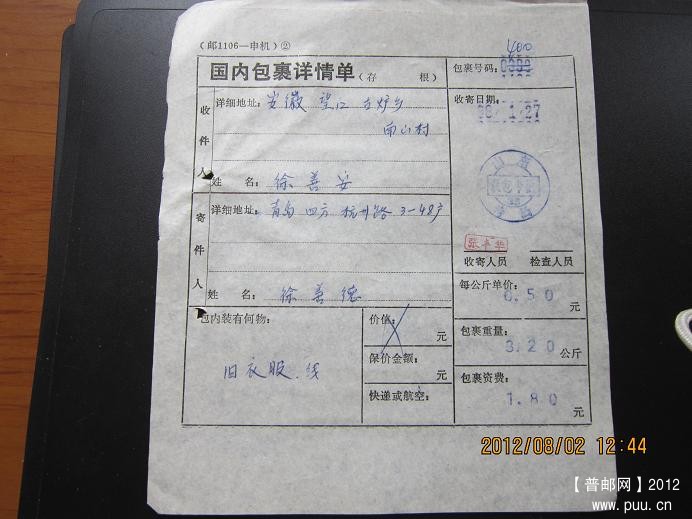 （邮1106—申机）②
国内包裹详情单（存 根）
400
包裹号码：
收件人
详细地址：安徽 望江
南山村
姓 名：徐善安
收寄日期：
86. 1. 27
山东
青岛
寄件人
详细地址：青岛 四方 杭州路 3-48户
姓 名：徐善德
收寄人员 检查人员
每公斤单价：
0.50 元
包内装有何物：
旧衣服.线
价值：
元
保价金额：
元
快递或航空：
包裹重量：
3.20 公斤
包裹资费：
1.80 元
2012/08/02 12:44
【普邮网】2012
www.puu.cn